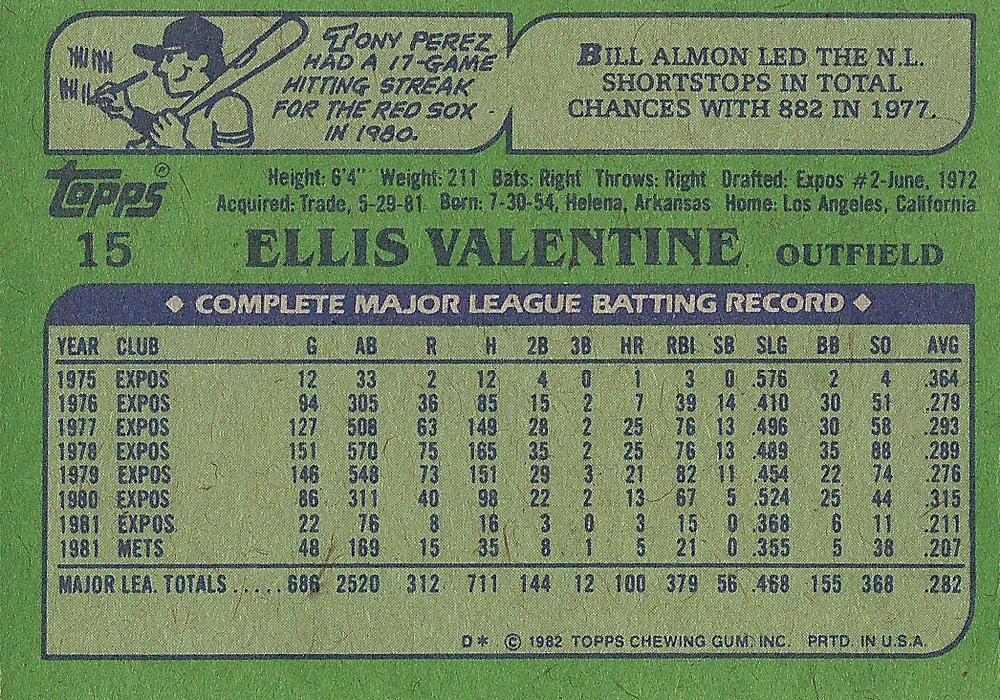 TONY PEREZ
HAD A 17-GAME
HITTING STREAK
FOR THE RED SOX
IN 1980.
BILL ALMON LED THE N.L.
SHORTSTOPS IN TOTAL
CHANCES WITH 882 IN 1977.
topps®
Height: 6'4" Weight: 211 Bats: Right Throws: Right Drafted: Expos #2-June, 1972
Acquired: Trade, 5-29-81 Born: 7-30-54, Helena, Arkansas Home: Los Angeles, California
15 ELLIS VALENTINE OUTFIELD
◆ COMPLETE MAJOR LEAGUE BATTING RECORD ◆
YEAR CLUB G AB R H 2B 3B HR RBI SB SLG BB SO AVG
1975 EXPOS 12 33 2 12 4 0 1 3 0 .576 2 4 .364
1976 EXPOS 94 305 36 85 15 2 7 39 14 .410 30 51 .279
1977 EXPOS 127 508 63 149 28 2 25 76 13 .496 30 58 .293
1978 EXPOS 151 570 75 165 35 2 25 76 13 .489 35 88 .289
1979 EXPOS 146 548 73 151 29 3 21 82 11 .454 22 74 .276
1980 EXPOS 86 311 40 98 22 2 13 67 5 .524 25 44 .315
1981 EXPOS 22 76 8 16 3 0 3 15 0 .368 6 11 .211
1981 METS 48 169 15 35 8 1 5 21 0 .355 5 38 .207
MAJOR LEA. TOTALS ..... 686 2520 312 711 144 12 100 379 56 .468 155 368 .282
D* © 1982 TOPPS CHEWING GUM, INC. PRTD. IN U.S.A.